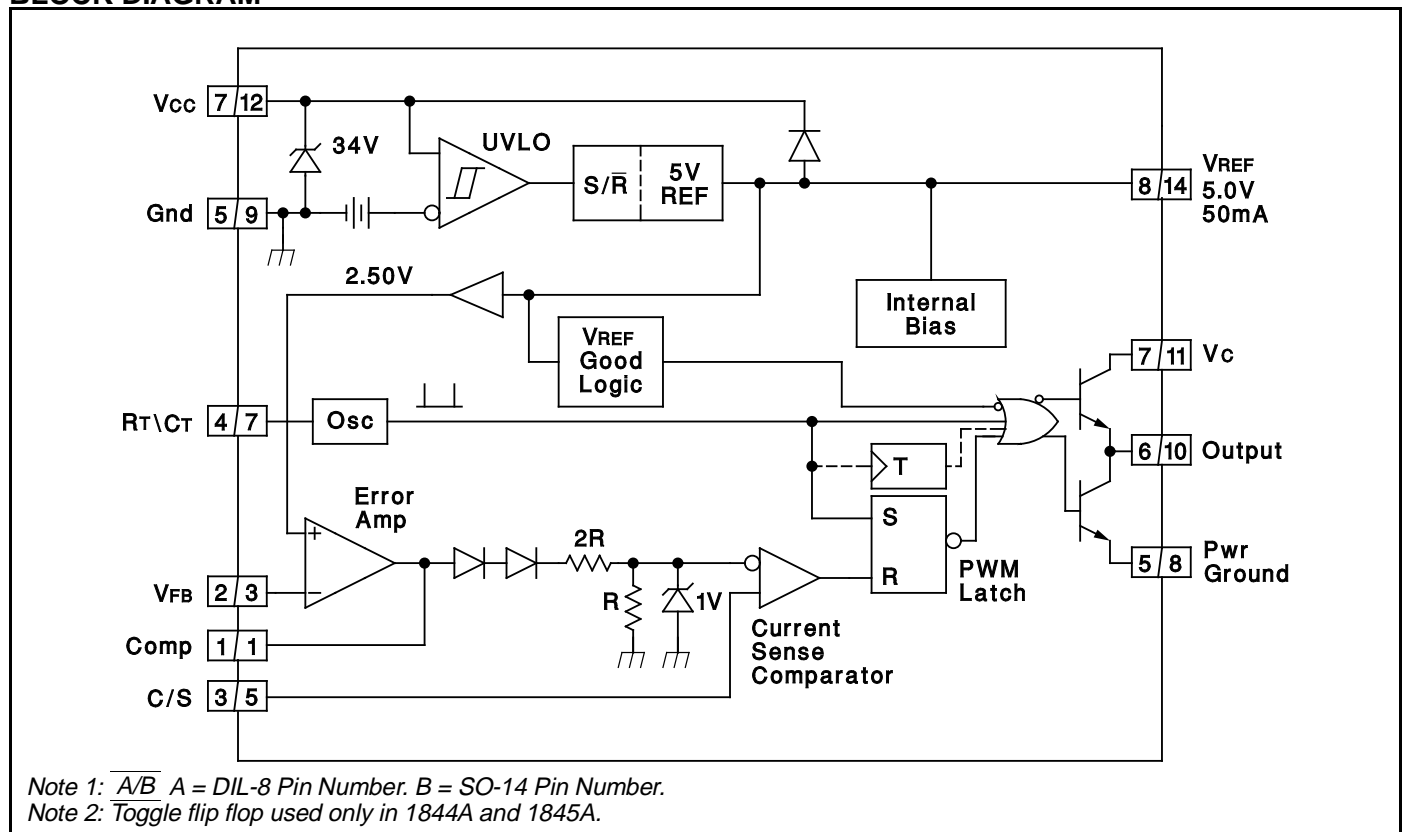 BLOCK DIAGRAM
Vcc 7/12
34V
UVLO
S/R̅
5V
REF
8/14
VREF
5.0V
50mA
Gnd 5/9
2.50V
Internal
Bias
VREF
Good
Logic
7/11 Vc
RT\CT 4/7
Osc
6/10 Output
T
Error
Amp
S
2R
+
VFB 2/3
−
R
1V
R
PWM
Latch
5/8
Pwr
Ground
Comp 1/1
Current
Sense
Comparator
C/S 3/5
Note 1: A/B A = DIL-8 Pin Number. B = SO-14 Pin Number.
Note 2: Toggle flip flop used only in 1844A and 1845A.